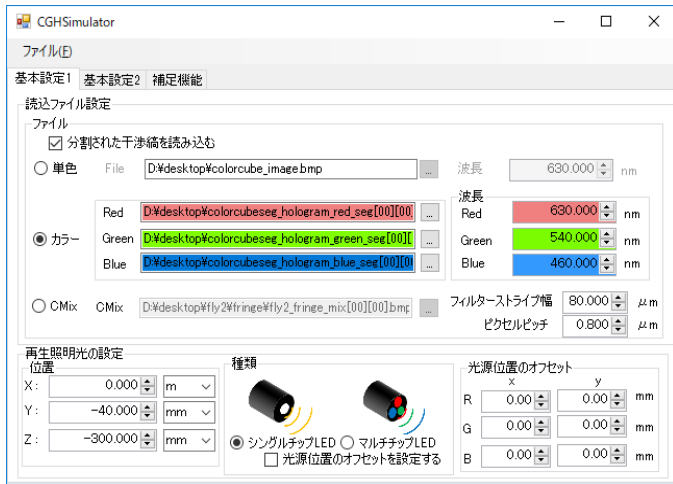 CGHSimulator
ファイル(F)
基本設定1 基本設定2 補足機能
読込ファイル設定
ファイル
分割された干渉縞を読み込む
単色 File D:¥desktop¥colorcube_image.bmp ... 波長 630.000 nm
波長
Red D:¥desktop¥colorcubeseg_hologram_red_seg[00][00] ... Red 630.000 nm
カラー Green D:¥desktop¥colorcubeseg_hologram_green_seg[00][ ... Green 540.000 nm
Blue D:¥desktop¥colorcubeseg_hologram_blue_seg[00][0 ... Blue 460.000 nm
CMix CMix D:¥desktop¥fly2¥fringe¥fly2_fringe_mix[00][00].bmp ... フィルターストライプ幅 80.000 μm
ピクセルピッチ 0.800 μm
再生照明光の設定
位置 種類 光源位置のオフセット
x y
X: 0.000 m R 0.00 0.00 mm
Y: -40.000 mm G 0.00 0.00 mm
Z: -300.000 mm シングルチップLED マルチチップLED B 0.00 0.00 mm
光源位置のオフセットを設定する